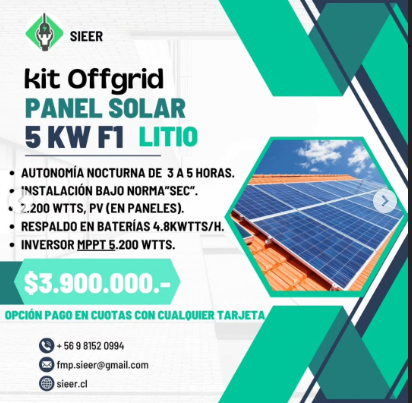 SIEER
kit Offgrid
PANEL SOLAR
5 KW F1 LITIO
• AUTONOMÍA NOCTURNA DE 3 A 5 HORAS.
• INSTALACIÓN BAJO NORMA"SEC".
• 2.200 WTTS, PV (EN PANELES).
• RESPALDO EN BATERÍAS 4.8KWTTS/H.
• INVERSOR MPPT 5.200 WTTS.
$3.900.000.-
OPCIÓN PAGO EN CUOTAS CON CUALQUIER TARJETA
+ 56 9 8152 0994
fmp.sieer@gmail.com
sieer.cl